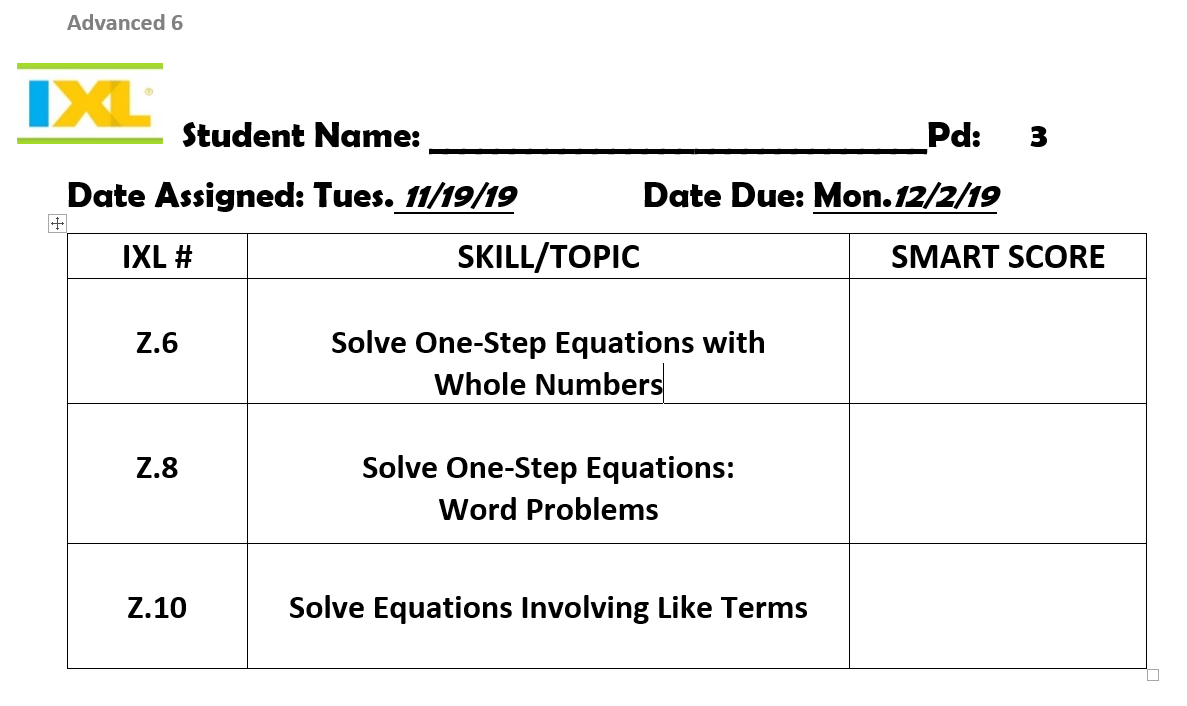 Advanced 6
IXL®
Student Name: ______________________________Pd: 3
Date Assigned: Tues. 11/19/19 Date Due: Mon.12/2/19
IXL # SKILL/TOPIC SMART SCORE
Z.6 Solve One-Step Equations with
Whole Numbers
Z.8 Solve One-Step Equations:
Word Problems
Z.10 Solve Equations Involving Like Terms